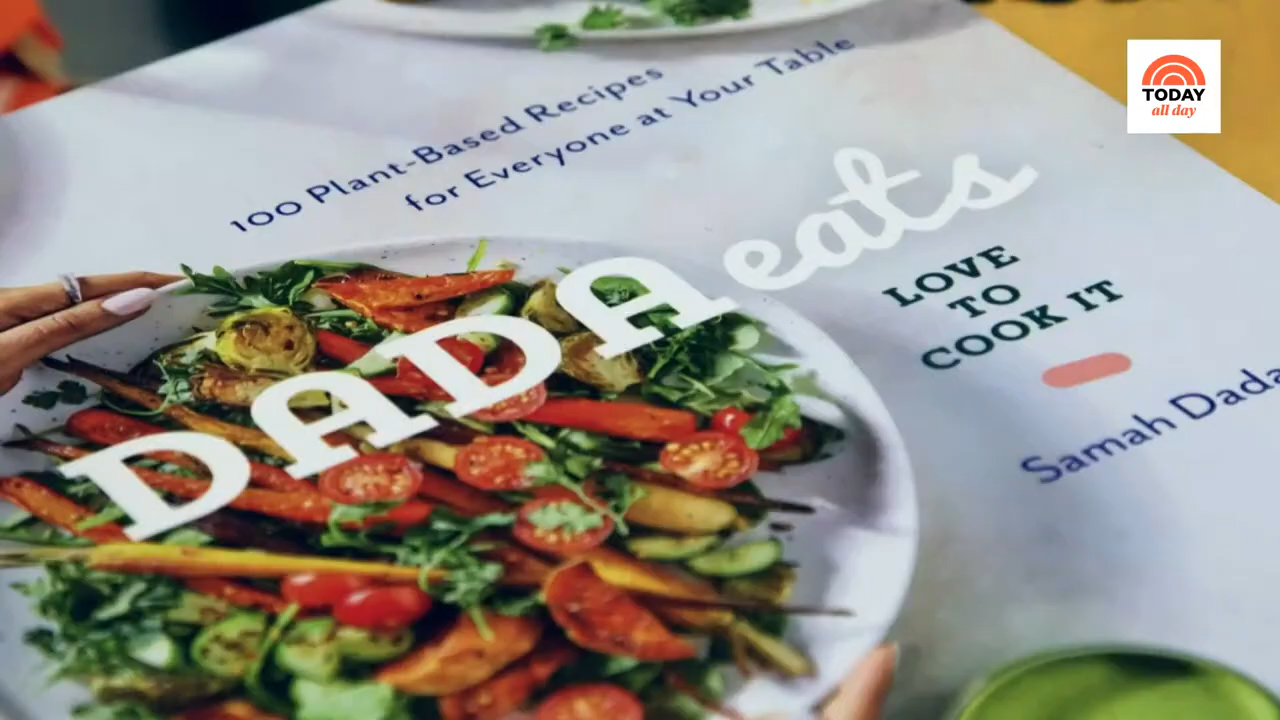 TODAY
all day
100 Plant-Based Recipes
for Everyone at Your Table
DADA eats
LOVE
TO
COOK IT
Samah Dada